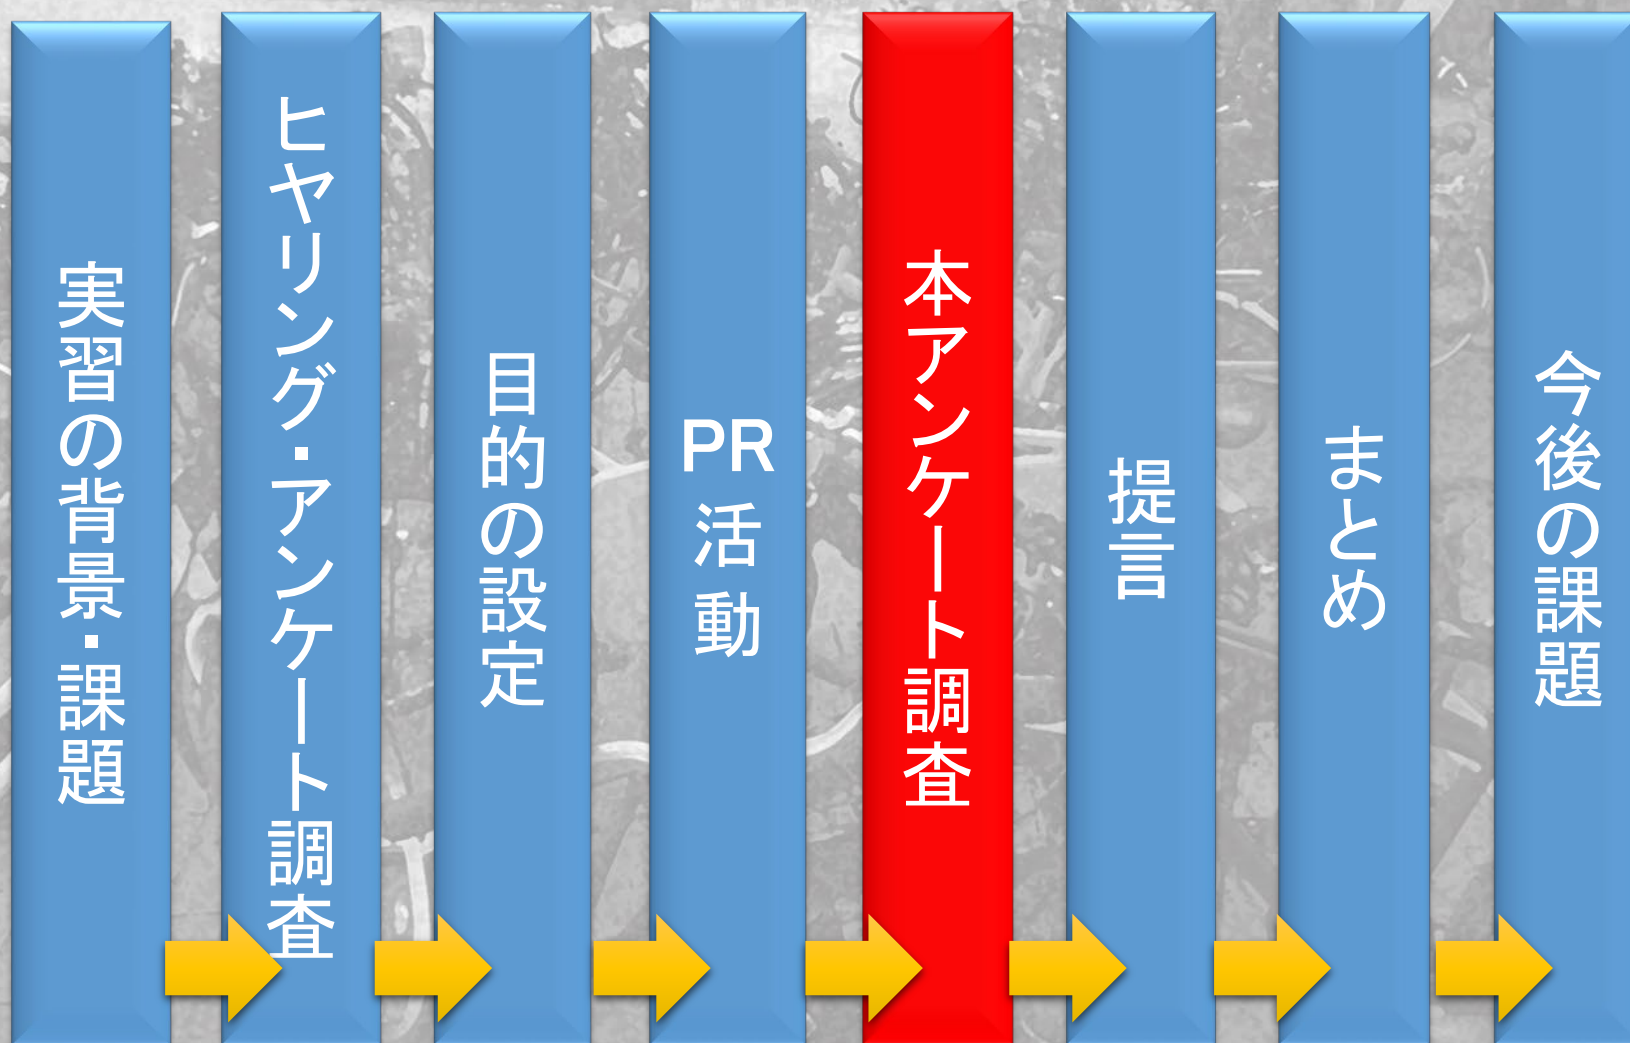 実習の背景・課題
ヒヤリング・アンケート調査
目的の設定
PR活動
本アンケート調査
提言
まとめ
今後の課題